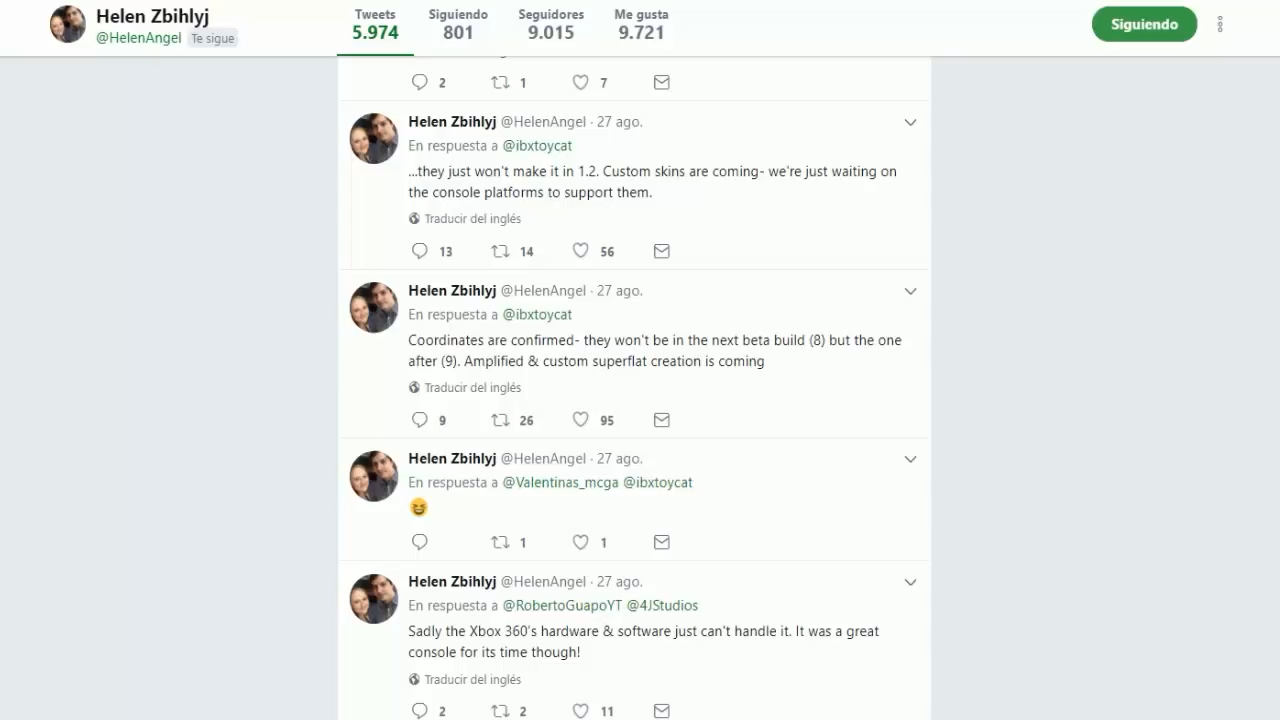 Helen Zbihlyj
@HelenAngel Te sigue
Tweets
5.974
Siguiendo
801
Seguidores
9.015
Me gusta
9.721
Siguiendo
2 1 7
Helen Zbihlyj @HelenAngel · 27 ago.
En respuesta a @ibxtoycat
...they just won't make it in 1.2. Custom skins are coming- we're just waiting on
the console platforms to support them.
Traducir del inglés
13 14 56
Helen Zbihlyj @HelenAngel · 27 ago.
En respuesta a @ibxtoycat
Coordinates are confirmed- they won't be in the next beta build (8) but the one
after (9). Amplified & custom superflat creation is coming
Traducir del inglés
9 26 95
Helen Zbihlyj @HelenAngel · 27 ago.
En respuesta a @Valentinas_mcga @ibxtoycat
😆
1 1
Helen Zbihlyj @HelenAngel · 27 ago.
En respuesta a @RobertoGuapoYT @4JStudios
Sadly the Xbox 360's hardware & software just can't handle it. It was a great
console for its time though!
Traducir del inglés
2 2 11